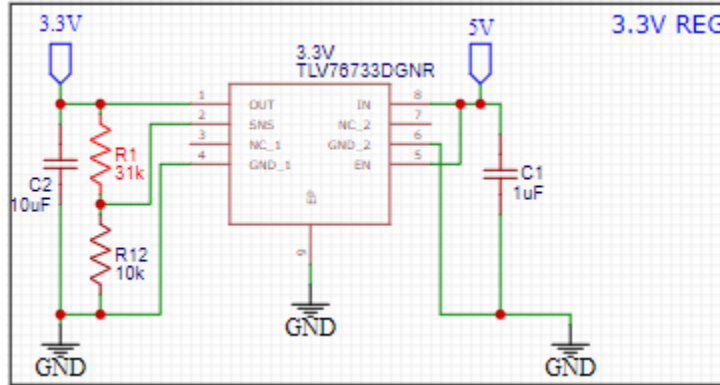 3.3V
5V
3.3V REG
3.3V
TLV76733DGNR
1
OUT
IN
8
2
SNS
NC_2
7
3
NC_1
GND_2
6
4
GND_1
EN
5
R1
31k
C2
10uF
C1
1uF
EP
9
R12
10k
GND
GND
GND